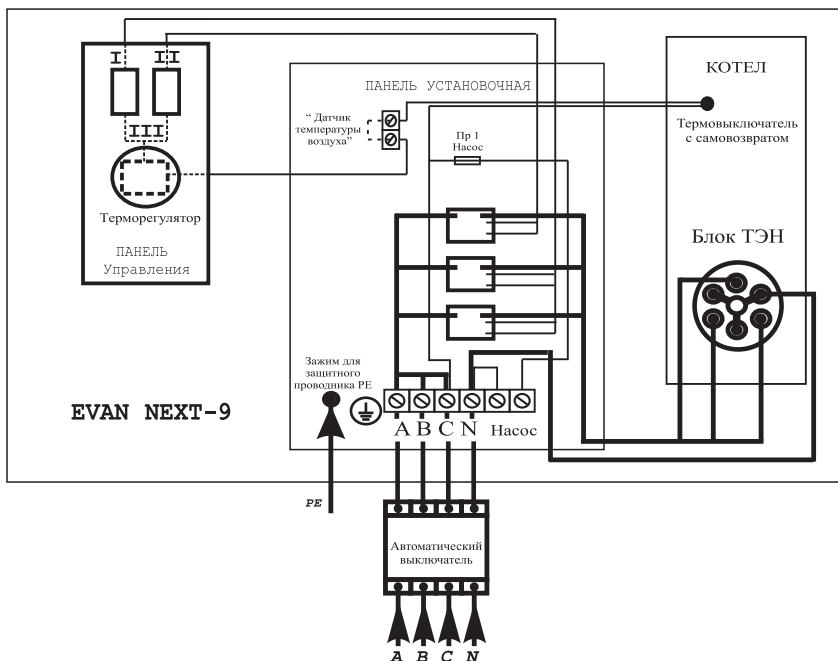 I
II
III
Терморегулятор
ПАНЕЛЬ
Управления
ПАНЕЛЬ УСТАНОВОЧНАЯ
“ Датчик
температуры
воздуха”
Пр 1
Насос
КОТЕЛ
Термовыключатель
с самовозвратом
Блок ТЭН
Зажим для
защитного
проводника PE
EVAN NEXT-9
A B C N Насос
PE
Автоматический
выключатель
A B C N